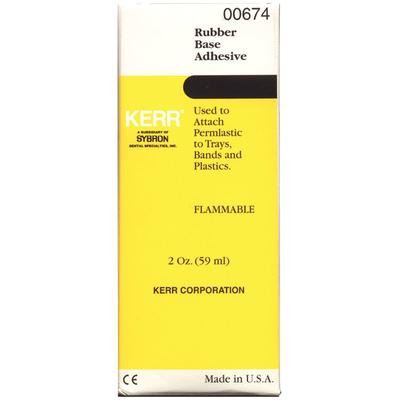 00674
Rubber
Base
Adhesive
KERR®
A SUBSIDIARY OF
SYBRON
DENTAL SPECIALTIES, INC.
Used to
Attach
Permlastic
to Trays,
Bands and
Plastics.
FLAMMABLE
2 Oz. (59 ml)
KERR CORPORATION
CE
Made in U.S.A.